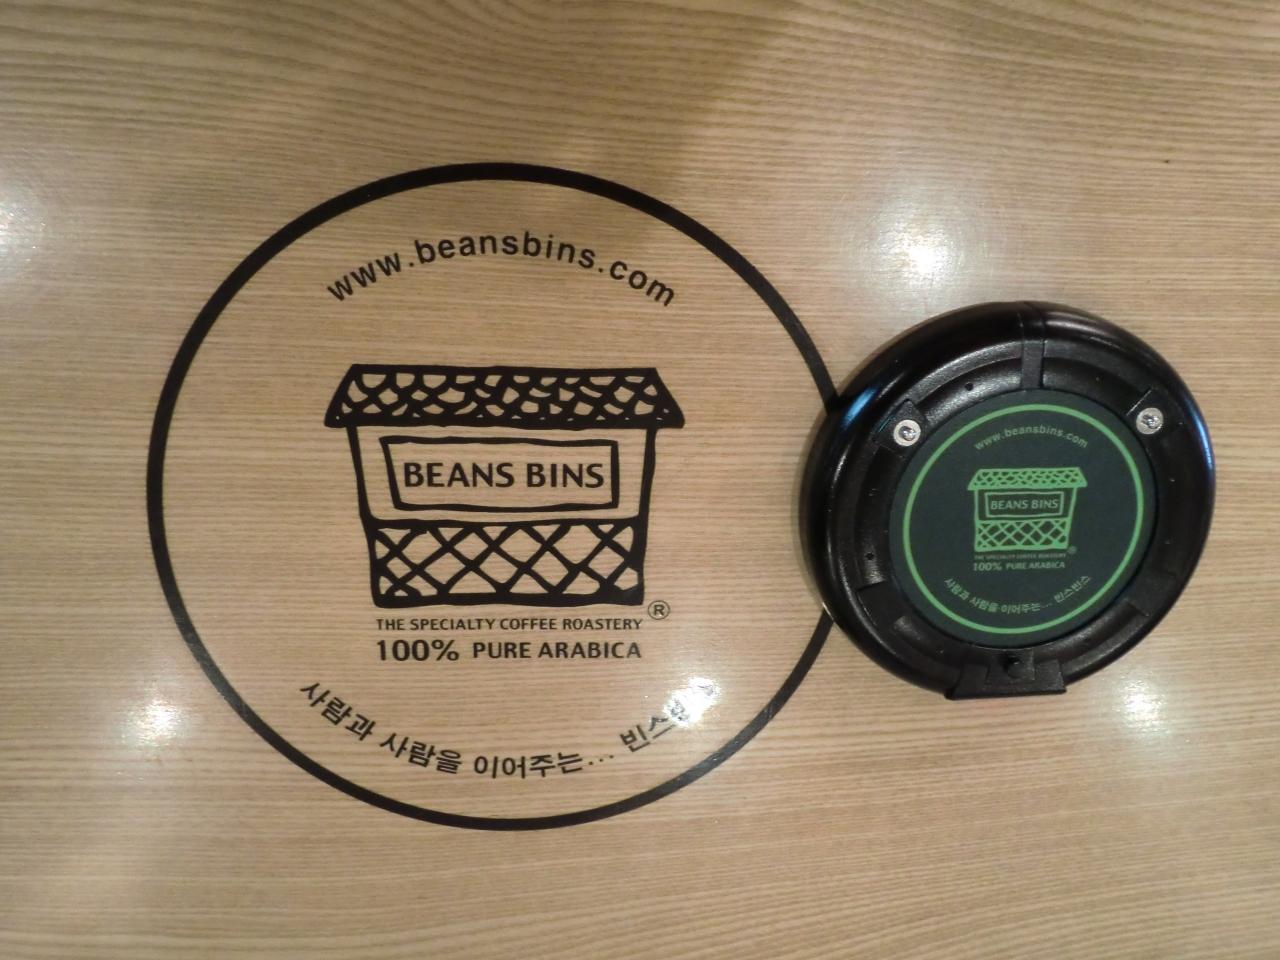 www.beansbins.com
BEANS BINS
®
THE SPECIALTY COFFEE ROASTERY
100% PURE ARABICA
사람과 사람을 이어주는... 빈스
www.beansbins.com
BEANS BINS
®
THE SPECIALTY COFFEE ROASTERY
100% PURE ARABICA
사람과 사람을 이어주는... 빈스빈스